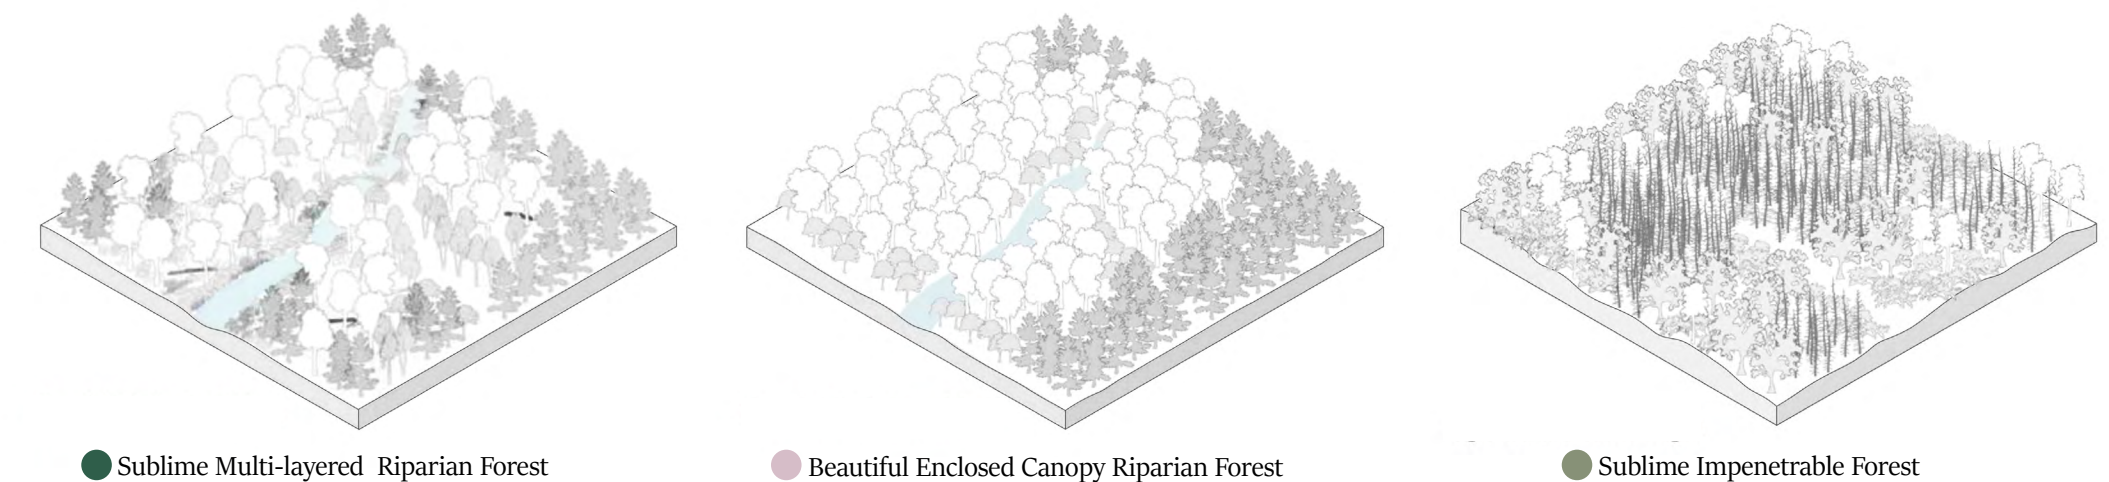 Sublime Multi-layered Riparian Forest
Beautiful Enclosed Canopy Riparian Forest
Sublime Impenetrable Forest